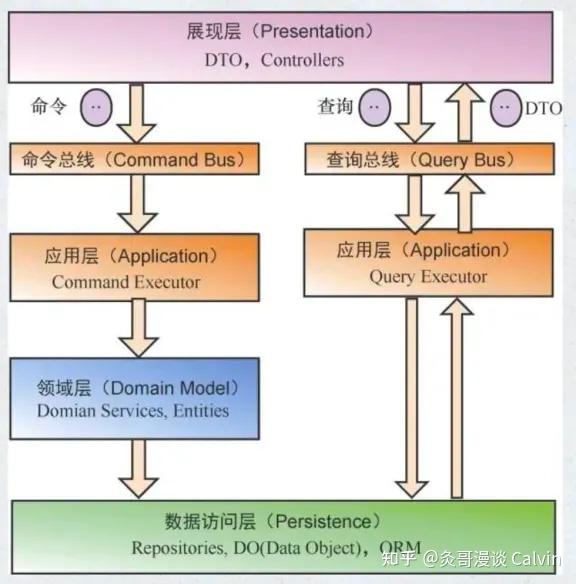 展现层（Presentation）
DTO，Controllers
命令
查询
DTO
命令总线（Command Bus）
查询总线（Query Bus）
应用层（Application）
Command Executor
应用层（Application）
Query Executor
领域层（Domain Model）
Domian Services, Entities
数据访问层（Persistence）
Repositories, DO(Data Object)，ORM
知乎 @灸哥漫谈 Calvin